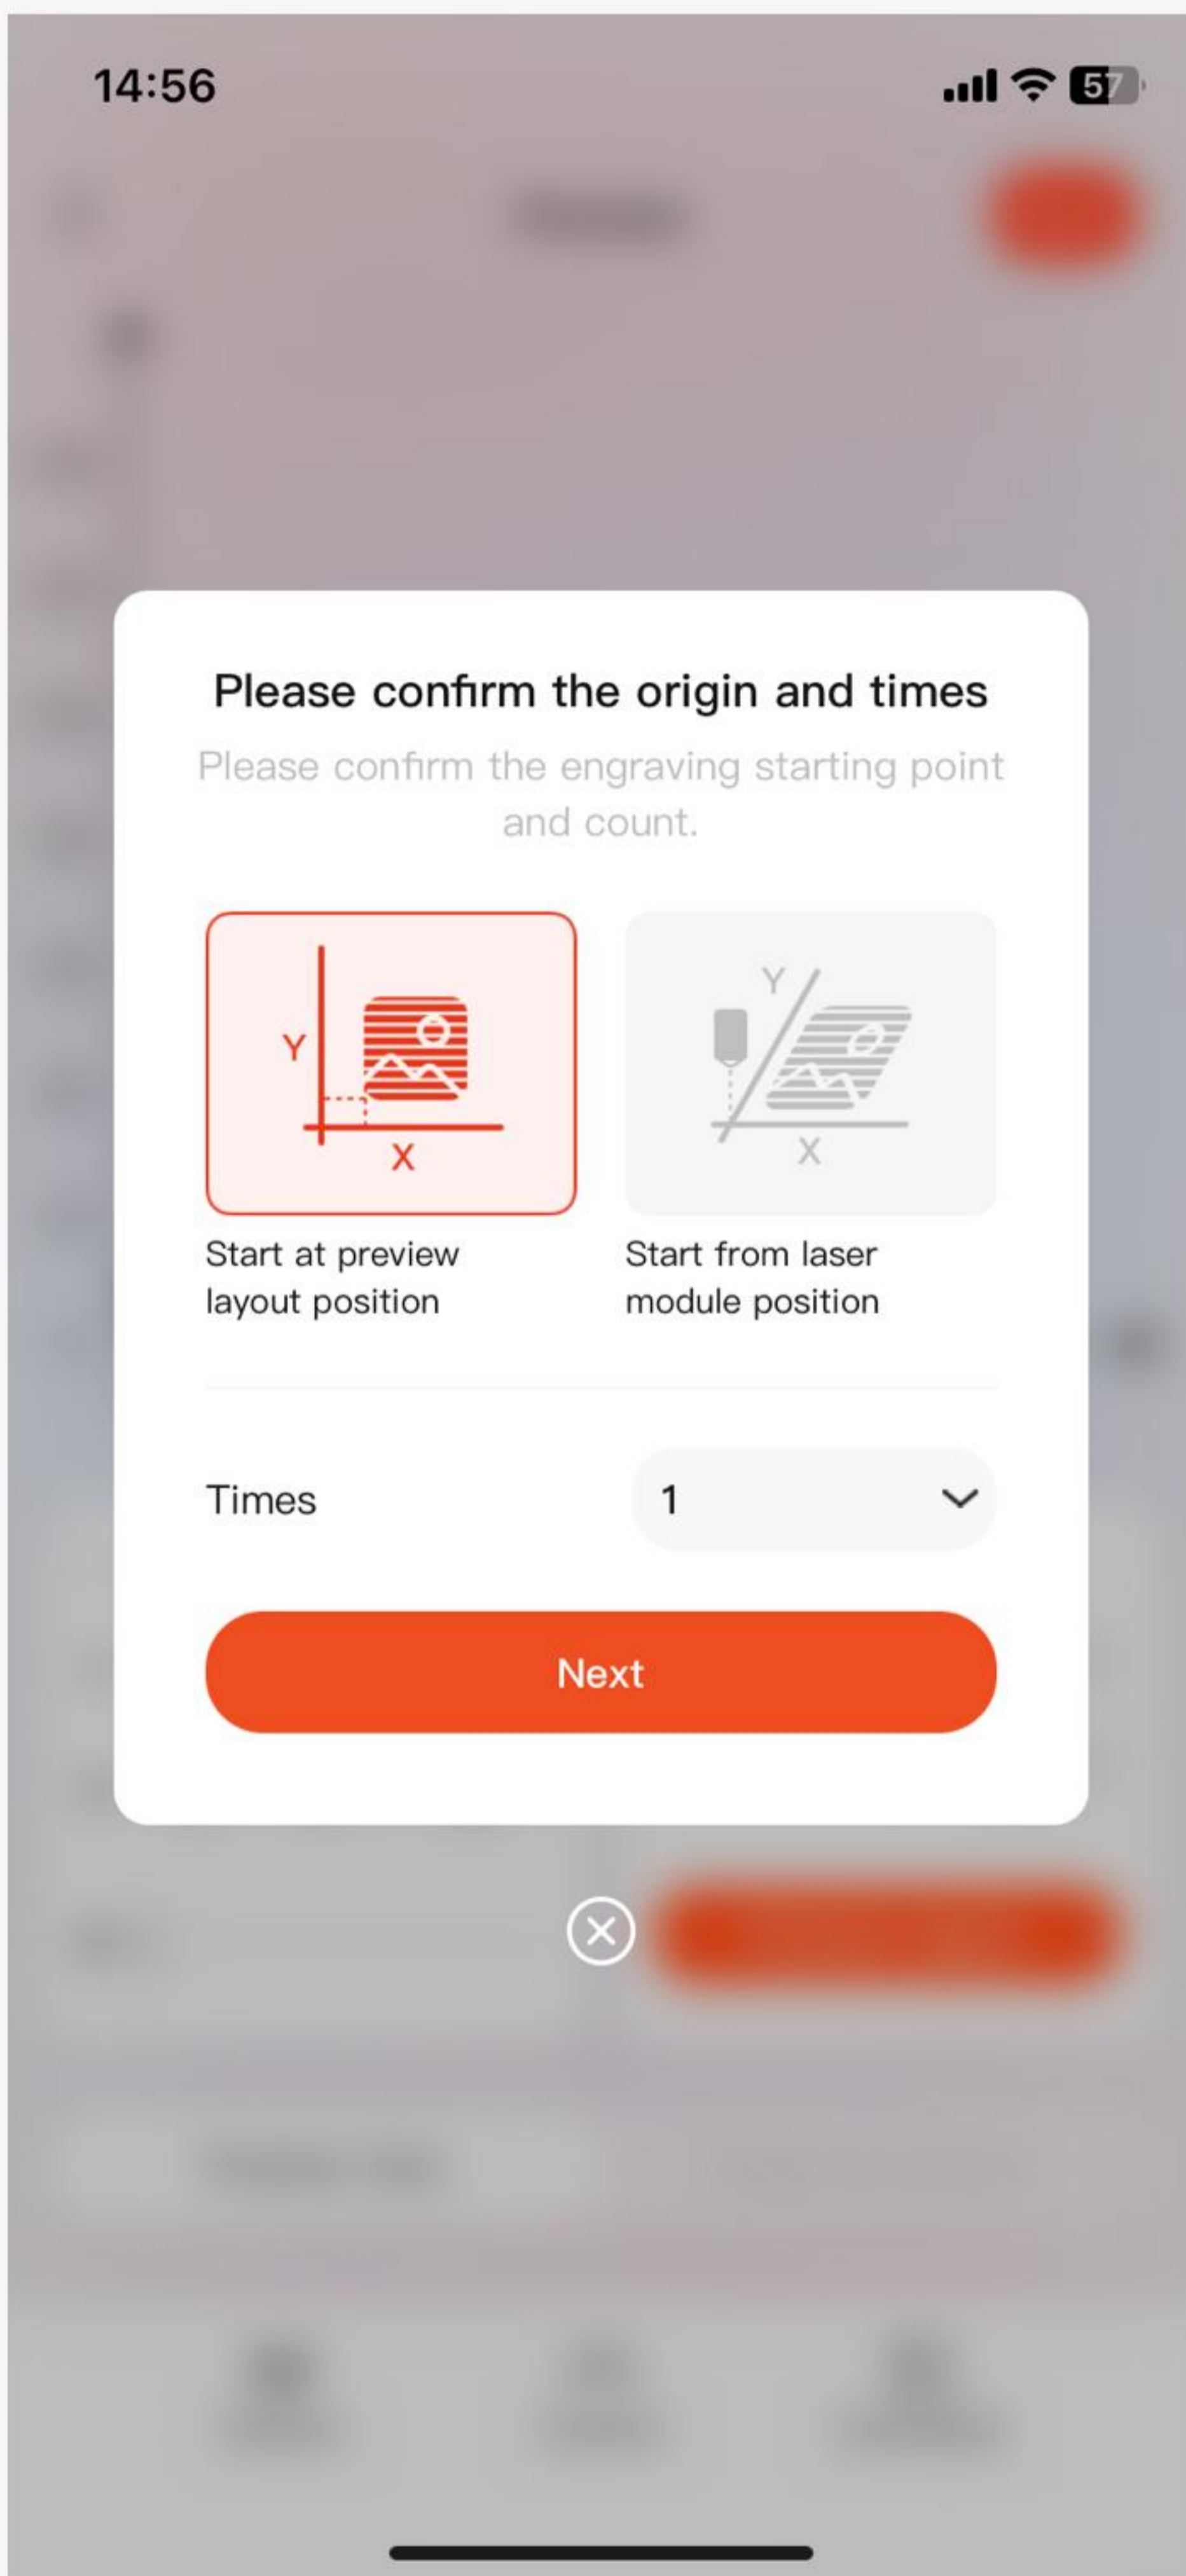 14:56
57
Please confirm the origin and times
Please confirm the engraving starting point
and count.
Y
X
Y
X
Start at preview
layout position
Start from laser
module position
Times
1
Next